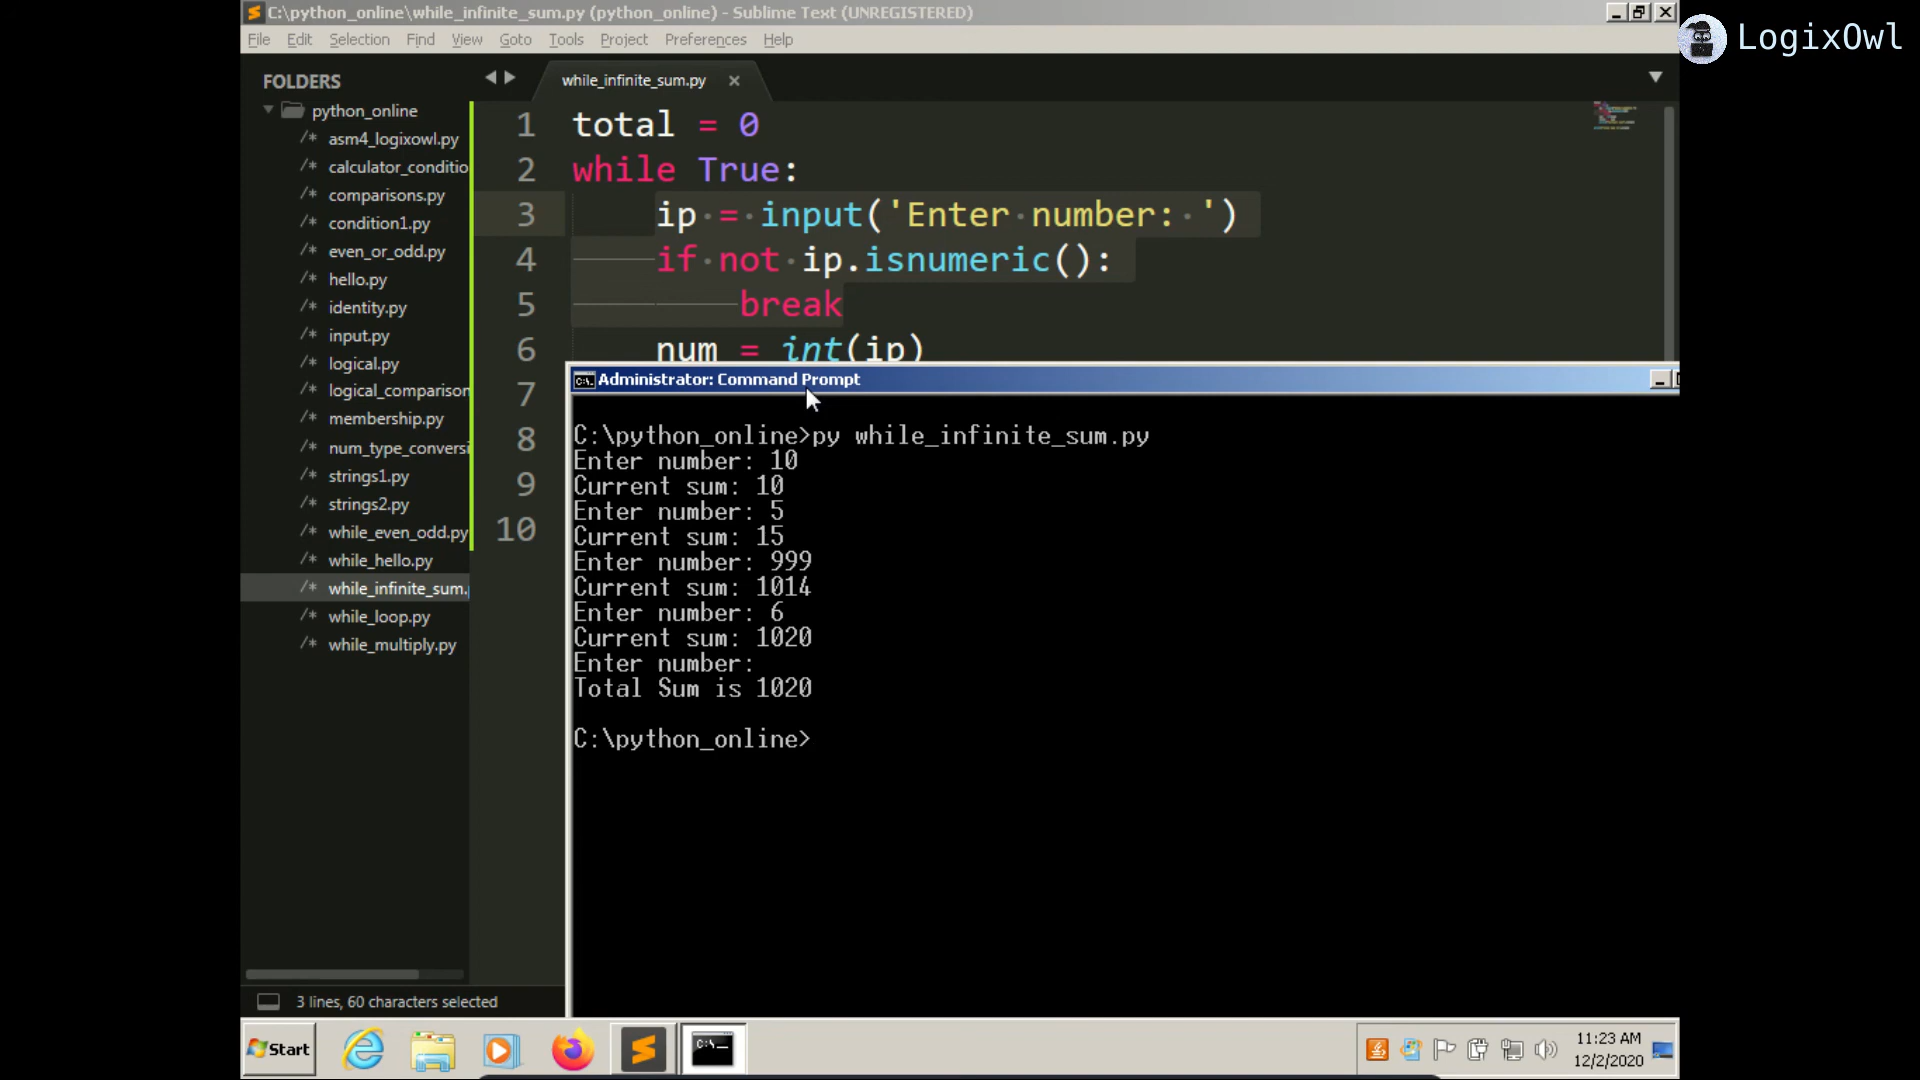 C:\python_online\while_infinite_sum.py (python_online) - Sublime Text (UNREGISTERED)
LogixOwl
File Edit Selection Find View Goto Tools Project Preferences Help
FOLDERS
python_online
/* asm4_logixowl.py
/* calculator_conditio
/* comparisons.py
/* condition1.py
/* even_or_odd.py
/* hello.py
/* identity.py
/* input.py
/* logical.py
/* logical_comparison
/* membership.py
/* num_type_conversi
/* strings1.py
/* strings2.py
/* while_even_odd.py
/* while_hello.py
/* while_infinite_sum.
/* while_loop.py
/* while_multiply.py
while_infinite_sum.py
1 total = 0
2 while True:
3 ip = input('Enter number: ')
4 if not ip.isnumeric():
5 break
6 num = int(ip)
7
8
9
10
Administrator: Command Prompt
C:\python_online>py while_infinite_sum.py
Enter number: 10
Current sum: 10
Enter number: 5
Current sum: 15
Enter number: 999
Current sum: 1014
Enter number: 6
Current sum: 1020
Enter number:
Total Sum is 1020
C:\python_online>
3 lines, 60 characters selected
Start
C:\
11:23 AM
12/2/2020